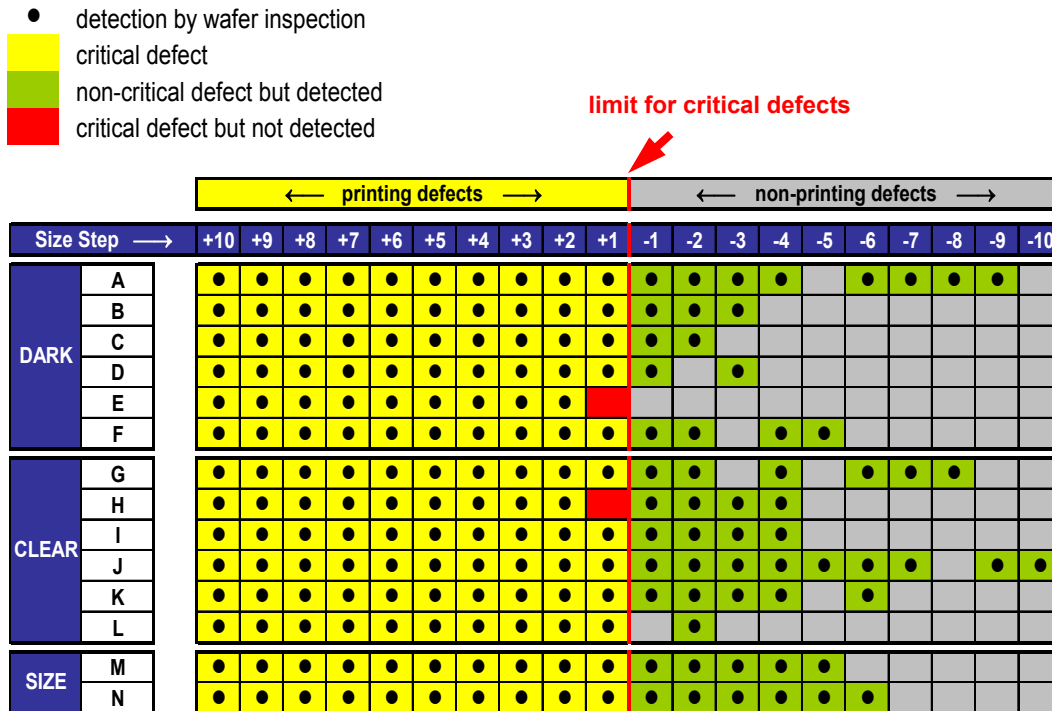 ● detection by wafer inspection
critical defect
non-critical defect but detected
critical defect but not detected
limit for critical defects
← printing defects →
← non-printing defects →
Size Step → +10 +9 +8 +7 +6 +5 +4 +3 +2 +1 -1 -2 -3 -4 -5 -6 -7 -8 -9 -10
DARK
A
B
C
D
E
F
CLEAR
G
H
I
J
K
L
SIZE
M
N